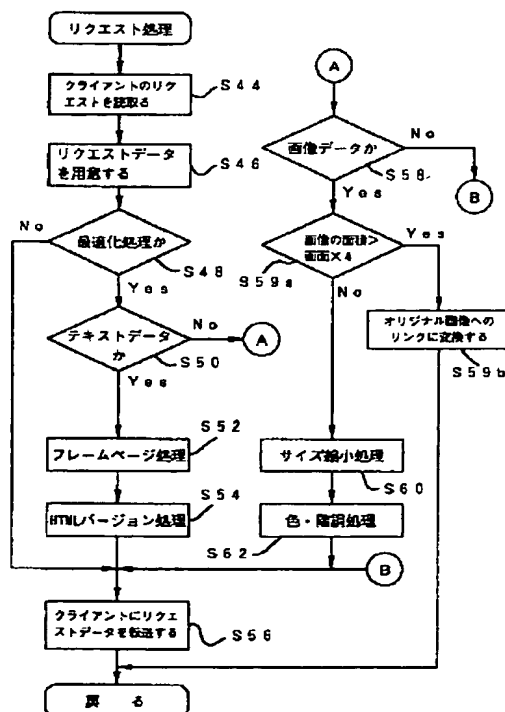 リクエスト処理
クライアントのリク
エストを読取る
S44
リクエストデータ
を用意する
S46
No
最適化処理か
S48
Yes
テキストデータ
か
No
A
S50
Yes
S52
フレームページ処理
S54
HTMLバージョン処理
クライアントにリクエ
ストデータを転送する
S56
戻る
A
画像データか
No
S58
B
Yes
画像の面積>
画面×4
Yes
S59a
No
オリジナル画像への
リンクに変換する
S59b
サイズ縮小処理
S60
色・階調処理
S62
B